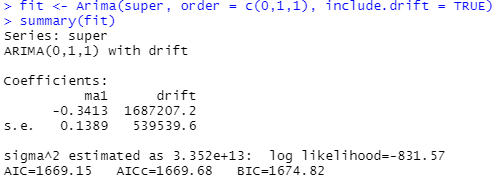 > fit <- Arima(super, order = c(0,1,1), include.drift = TRUE)
> summary(fit)
Series: super
ARIMA(0,1,1) with drift
Coefficients:
ma1 drift
-0.3413 1687207.2
s.e. 0.1389 539539.6
sigma^2 estimated as 3.352e+13: log likelihood=-831.57
AIC=1669.15 AICc=1669.68 BIC=1674.82